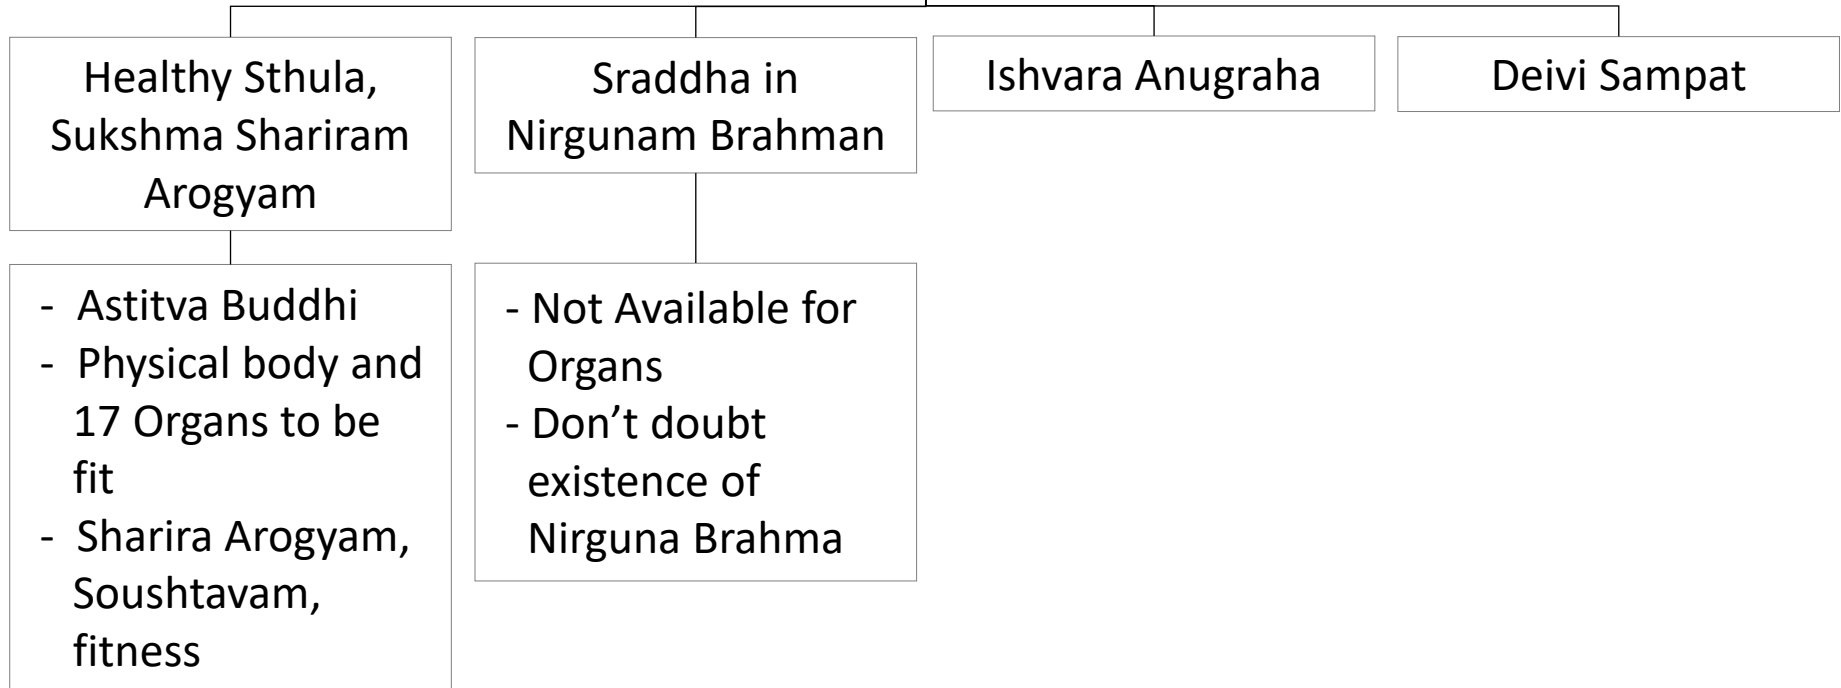 Healthy Sthula,
Sukshma Shariram
Arogyam
Sraddha in
Nirgunam Brahman
Ishvara Anugraha
Deivi Sampat
- Astitva Buddhi
- Physical body and
17 Organs to be
fit
- Sharira Arogyam,
Soushtavam,
fitness
- Not Available for
Organs
- Don’t doubt
existence of
Nirguna Brahma